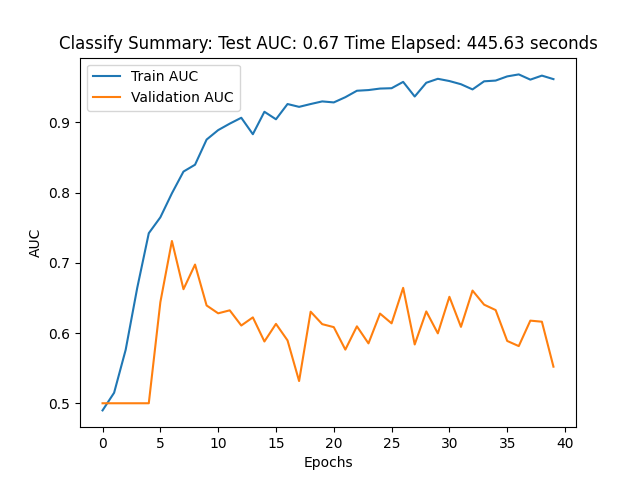 Classify Summary: Test AUC: 0.67 Time Elapsed: 445.63 seconds
Train AUC
Validation AUC
0.9
0.8
0.7
0.6
0.5
AUC
0 5 10 15 20 25 30 35 40
Epochs